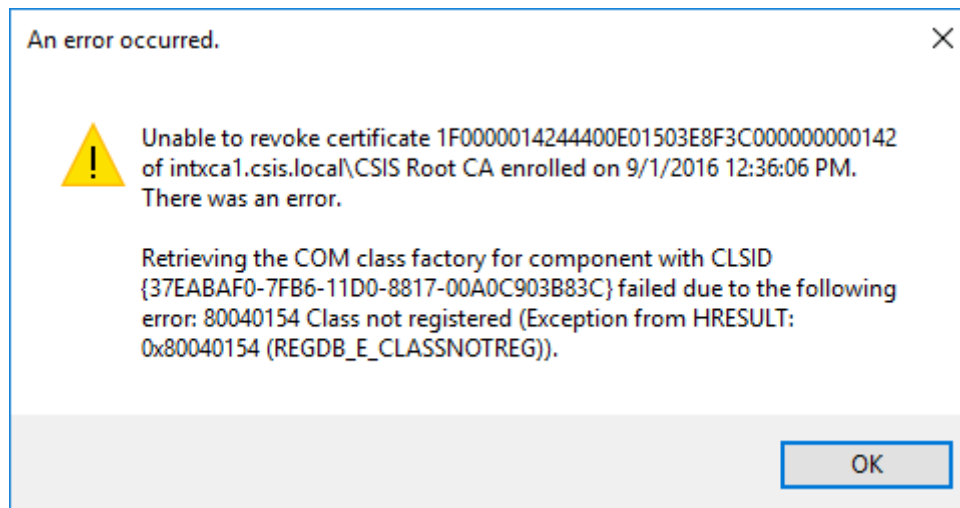 An error occurred.
Unable to revoke certificate 1F0000014244400E01503E8F3C000000000142
of intxca1.csis.local\CSIS Root CA enrolled on 9/1/2016 12:36:06 PM.
There was an error.
Retrieving the COM class factory for component with CLSID
{37EABAF0-7FB6-11D0-8817-00A0C903B83C} failed due to the following
error: 80040154 Class not registered (Exception from HRESULT:
0x80040154 (REGDB_E_CLASSNOTREG)).
OK